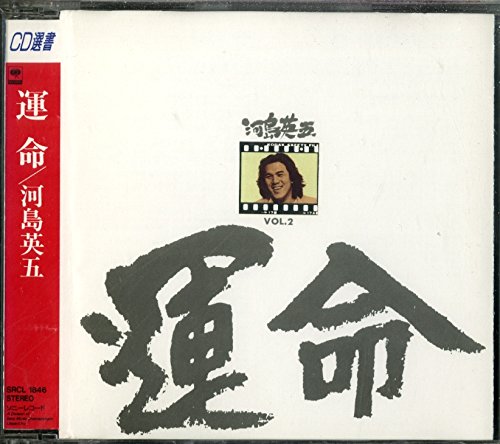 CD選書
運命/河島英五
SRCL 1846
STEREO
ソニー・レコード
河島英五
VOL.2
運命